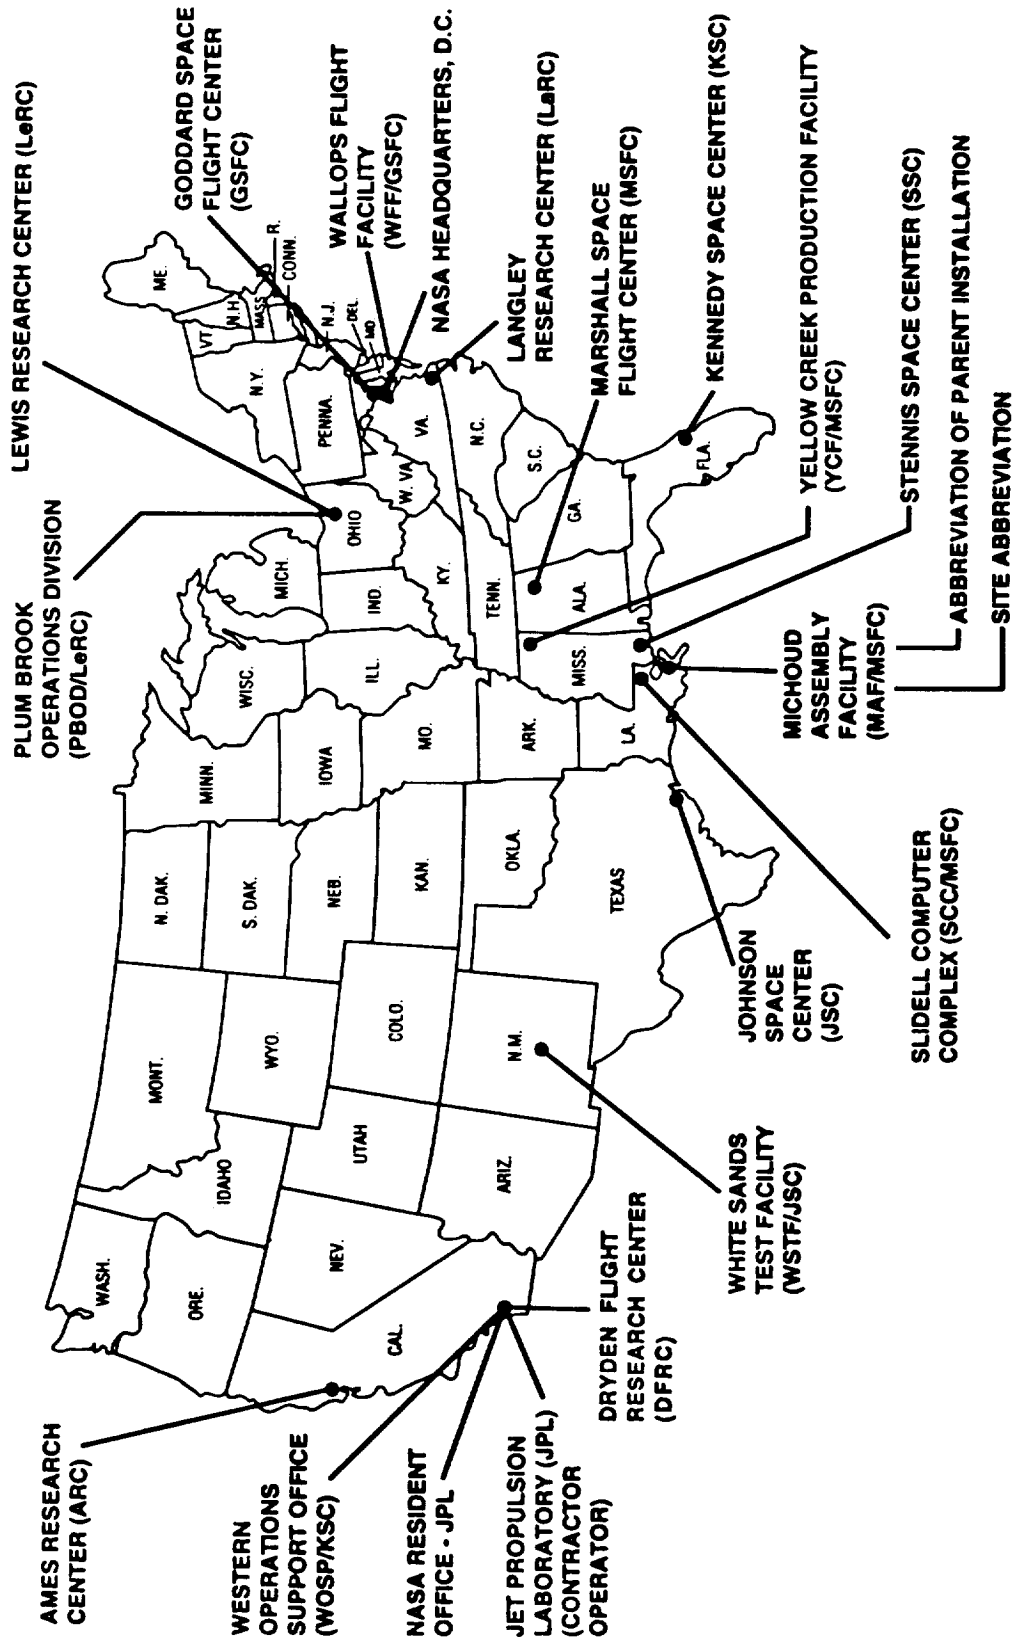 PLUM BROOK
OPERATIONS DIVISION
(PBOD/LeRC)
LEWIS RESEARCH CENTER (LeRC)
GODDARD SPACE
FLIGHT CENTER
(GSFC)
WALLOPS FLIGHT
FACILITY
(WFF/GSFC)
NASA HEADQUARTERS, D.C.
LANGLEY
RESEARCH CENTER (LaRC)
MARSHALL SPACE
FLIGHT CENTER (MSFC)
KENNEDY SPACE CENTER (KSC)
YELLOW CREEK PRODUCTION FACILITY
(YCF/MSFC)
STENNIS SPACE CENTER (SSC)
ABBREVIATION OF PARENT INSTALLATION
SITE ABBREVIATION
MICHOUD
ASSEMBLY
FACILITY
(MAF/MSFC)
SLIDELL COMPUTER
COMPLEX (SCC/MSFC)
JOHNSON
SPACE
CENTER
(JSC)
WHITE SANDS
TEST FACILITY
(WSTF/JSC)
DRYDEN FLIGHT
RESEARCH CENTER
(DFRC)
JET PROPULSION
LABORATORY (JPL)
(CONTRACTOR
OPERATOR)
NASA RESIDENT
OFFICE - JPL
WESTERN
OPERATIONS
SUPPORT OFFICE
(WOSP/KSC)
AMES RESEARCH
CENTER (ARC)
WASH.
ORE.
CAL.
NEV.
IDAHO
MONT.
WYO.
UTAH
ARIZ.
COLO.
N.M.
N. DAK.
S. DAK.
NEB.
KAN.
OKLA.
TEXAS
MINN.
IOWA
MO.
ARK.
LA.
WISC.
ILL.
MICH.
IND.
OHIO
KY.
TENN.
MISS.
ALA.
GA.
FLA.
S.C.
N.C.
VA.
W. VA.
PENNA.
N.Y.
VT.
N.H.
ME.
MASS.
R.
CONN.
N.J.
DEL.
MD